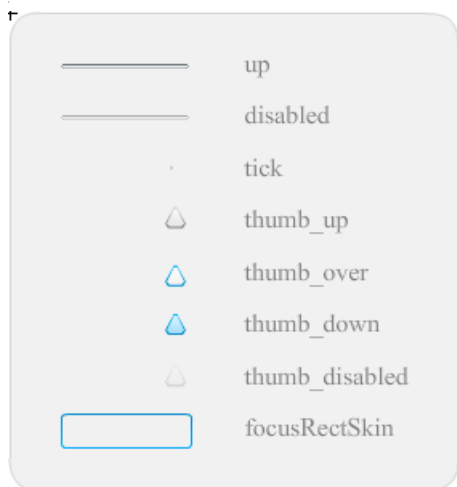 up
disabled
tick
thumb_up
thumb_over
thumb_down
thumb_disabled
focusRectSkin